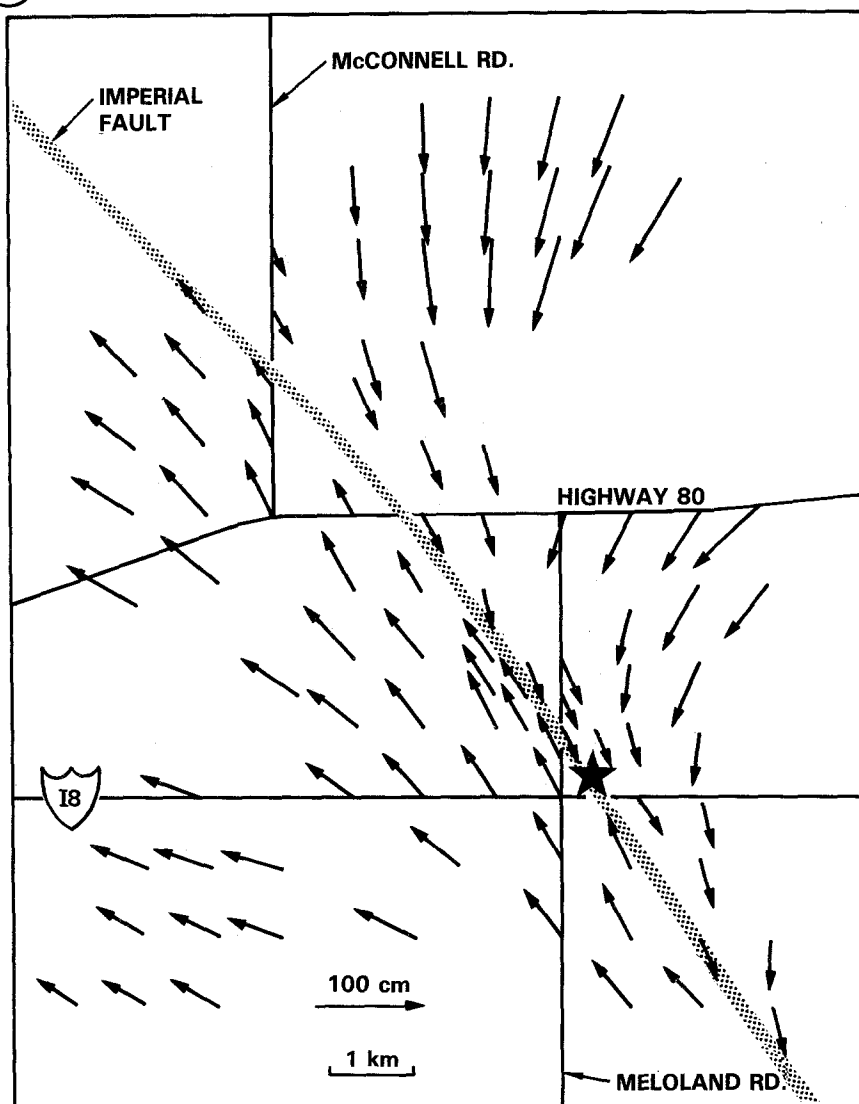 McCONNELL RD.
IMPERIAL
FAULT
HIGHWAY 80
I8
100 cm
1 km
MELOLAND RD.